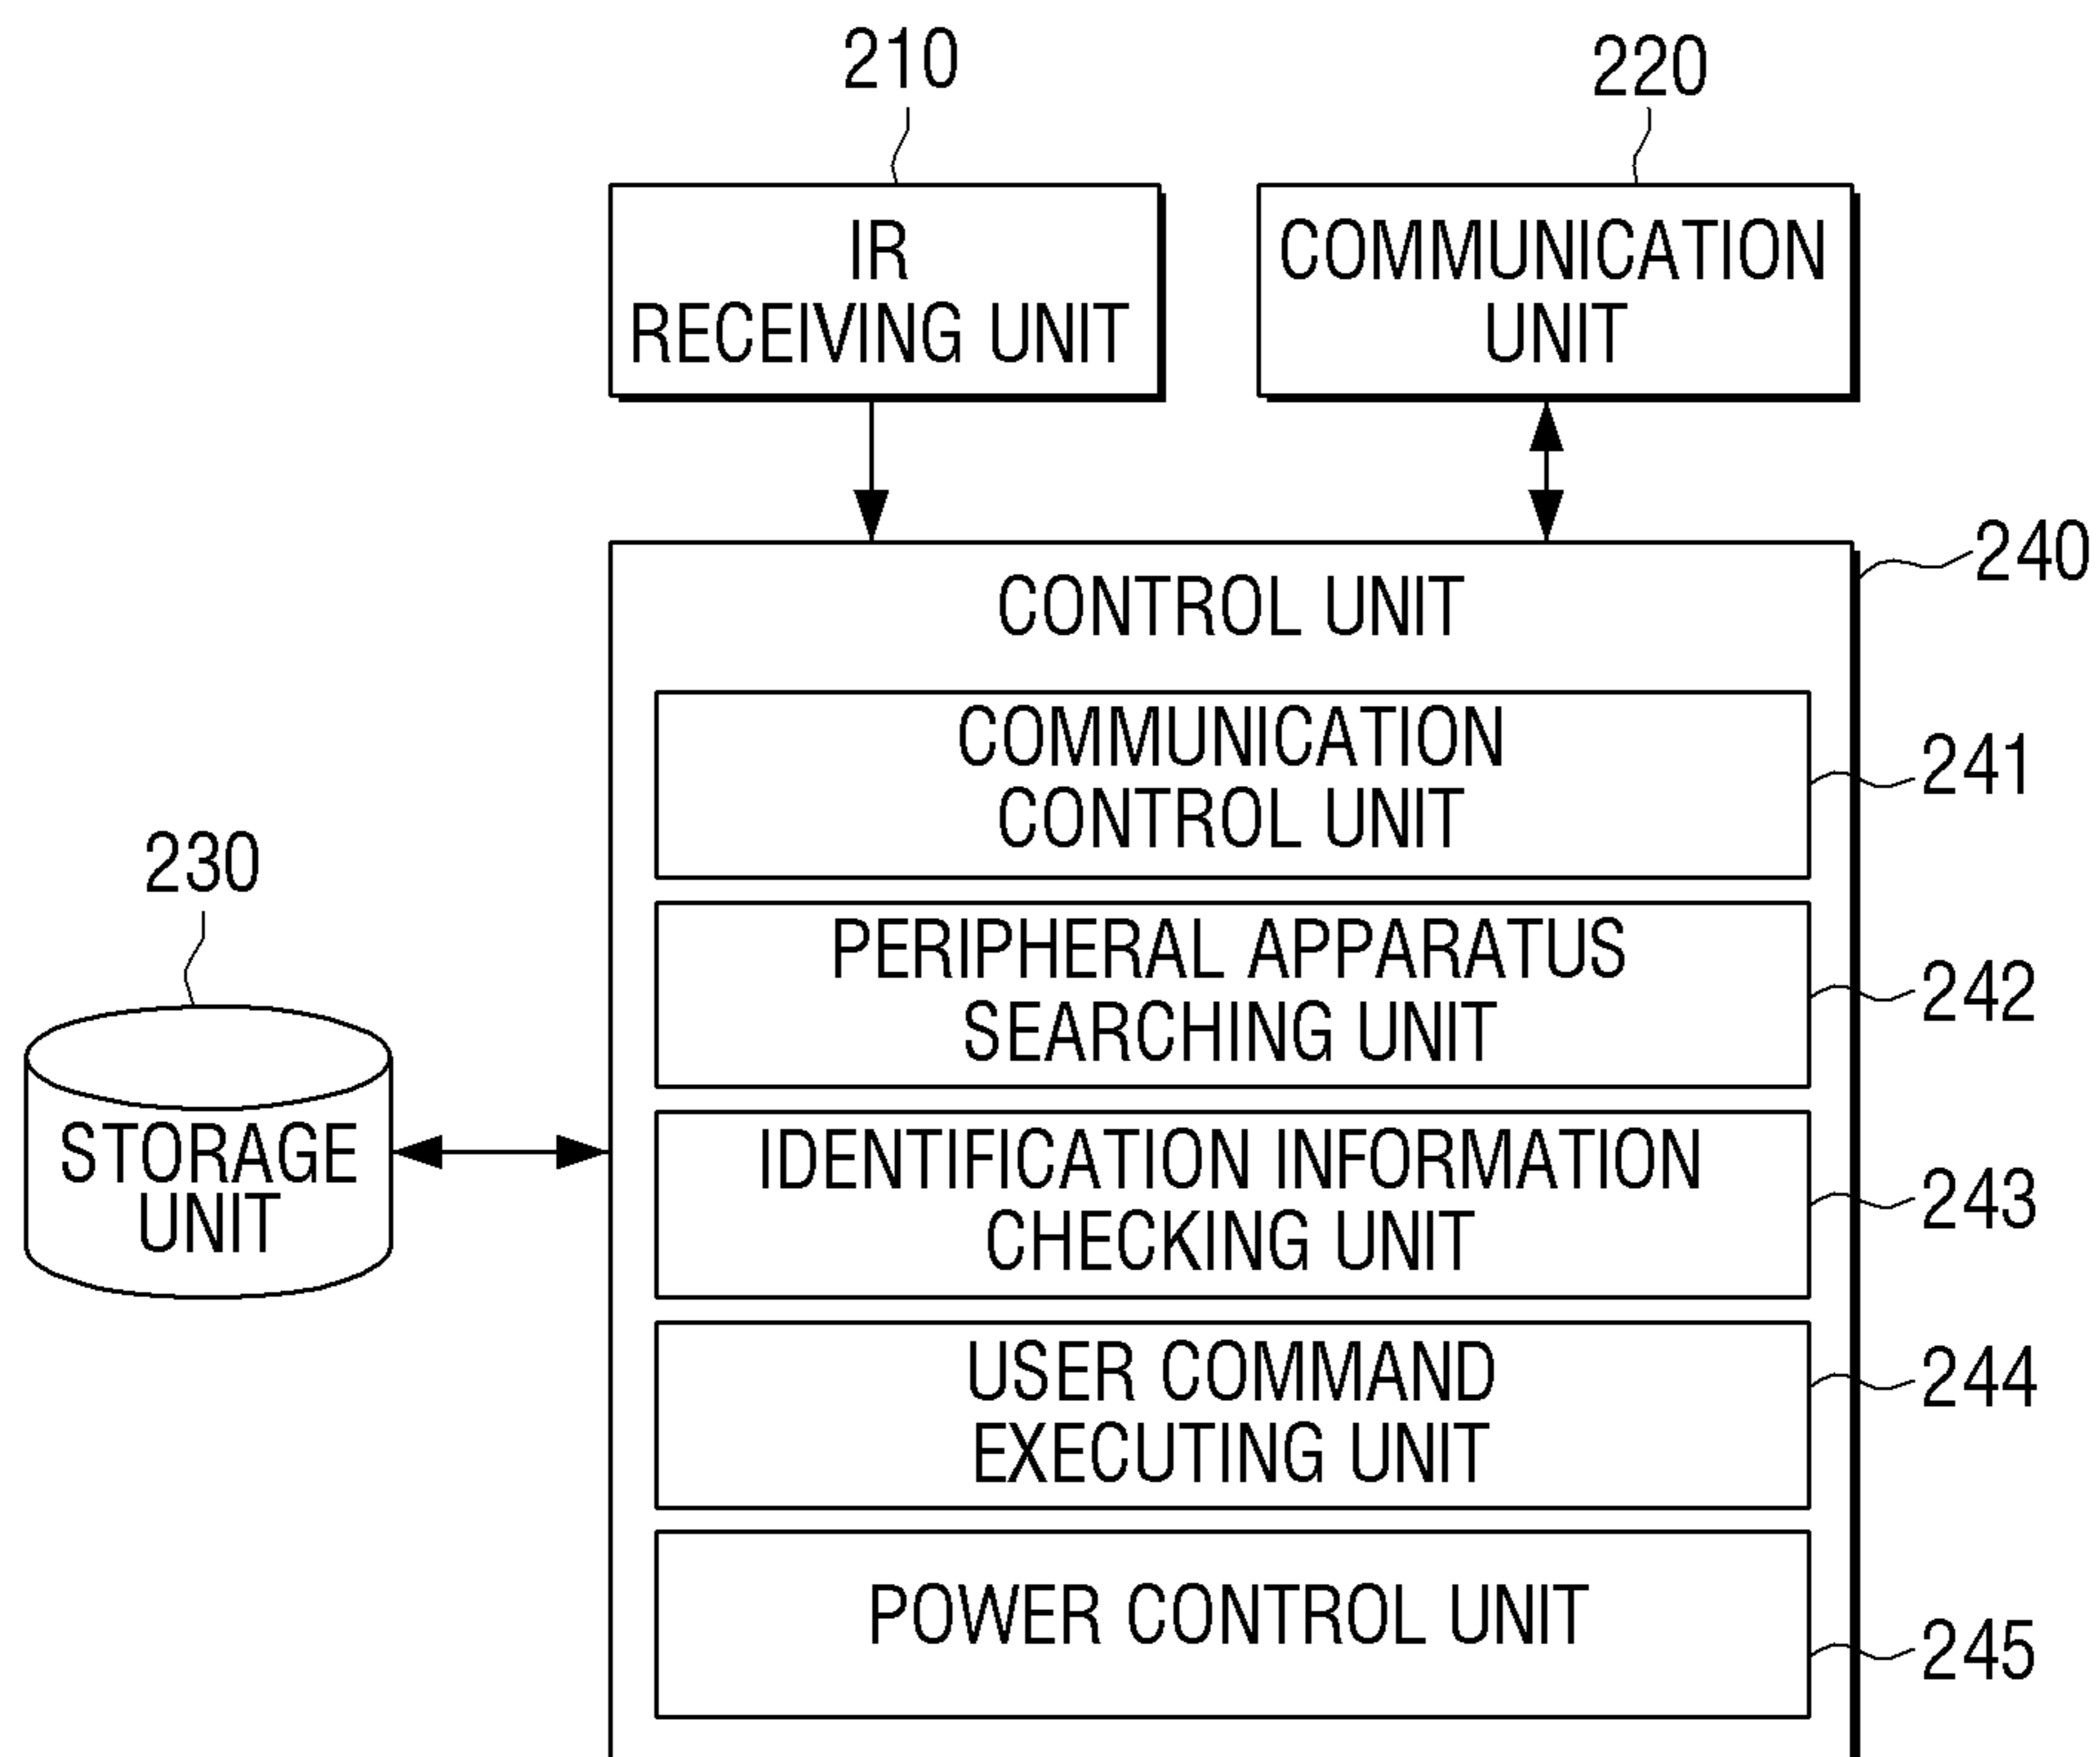 210
220
IR
RECEIVING UNIT
COMMUNICATION
UNIT
240
CONTROL UNIT
COMMUNICATION
CONTROL UNIT
241
230
PERIPHERAL APPARATUS
SEARCHING UNIT
242
STORAGE
UNIT
IDENTIFICATION INFORMATION
CHECKING UNIT
243
USER COMMAND
EXECUTING UNIT
244
POWER CONTROL UNIT
245